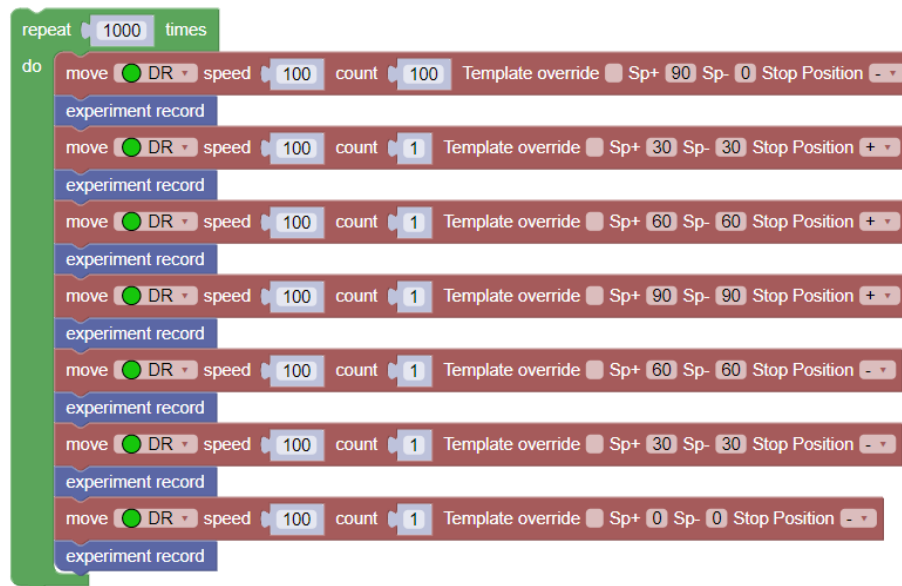 repeat 1000 times
do move DR speed 100 count 100 Template override Sp+ 90 Sp- 0 Stop Position -
experiment record
move DR speed 100 count 1 Template override Sp+ 30 Sp- 30 Stop Position +
experiment record
move DR speed 100 count 1 Template override Sp+ 60 Sp- 60 Stop Position +
experiment record
move DR speed 100 count 1 Template override Sp+ 90 Sp- 90 Stop Position +
experiment record
move DR speed 100 count 1 Template override Sp+ 60 Sp- 60 Stop Position -
experiment record
move DR speed 100 count 1 Template override Sp+ 30 Sp- 30 Stop Position -
experiment record
move DR speed 100 count 1 Template override Sp+ 0 Sp- 0 Stop Position -
experiment record